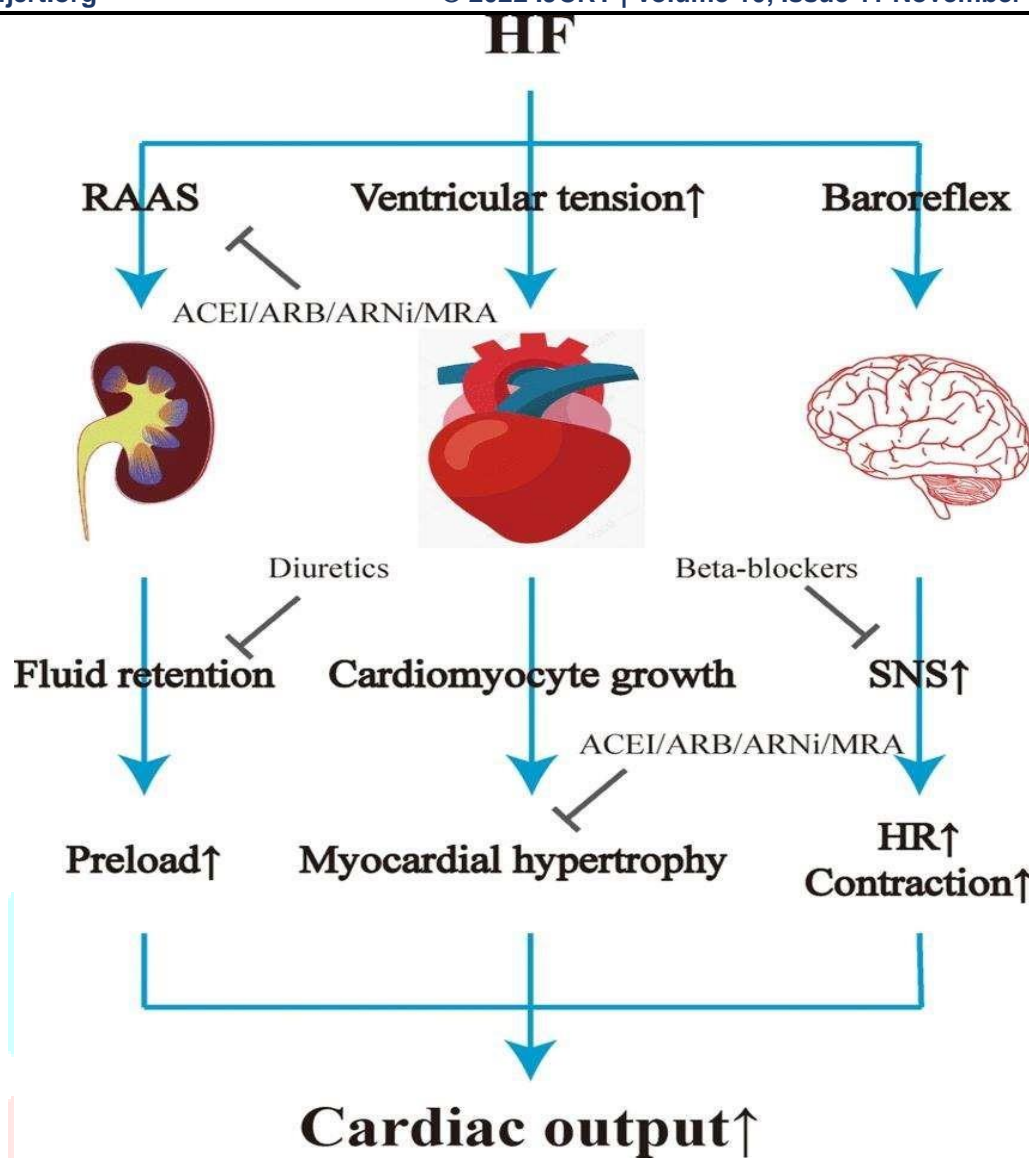 HF
RAAS
Ventricular tension↑
Baroreflex
ACEI/ARB/ARNi/MRA
Diuretics
Beta-blockers
Fluid retention
Cardiomyocyte growth
SNS↑
ACEI/ARB/ARNi/MRA
Preload↑
Myocardial hypertrophy
HR↑
Contraction↑
Cardiac output↑